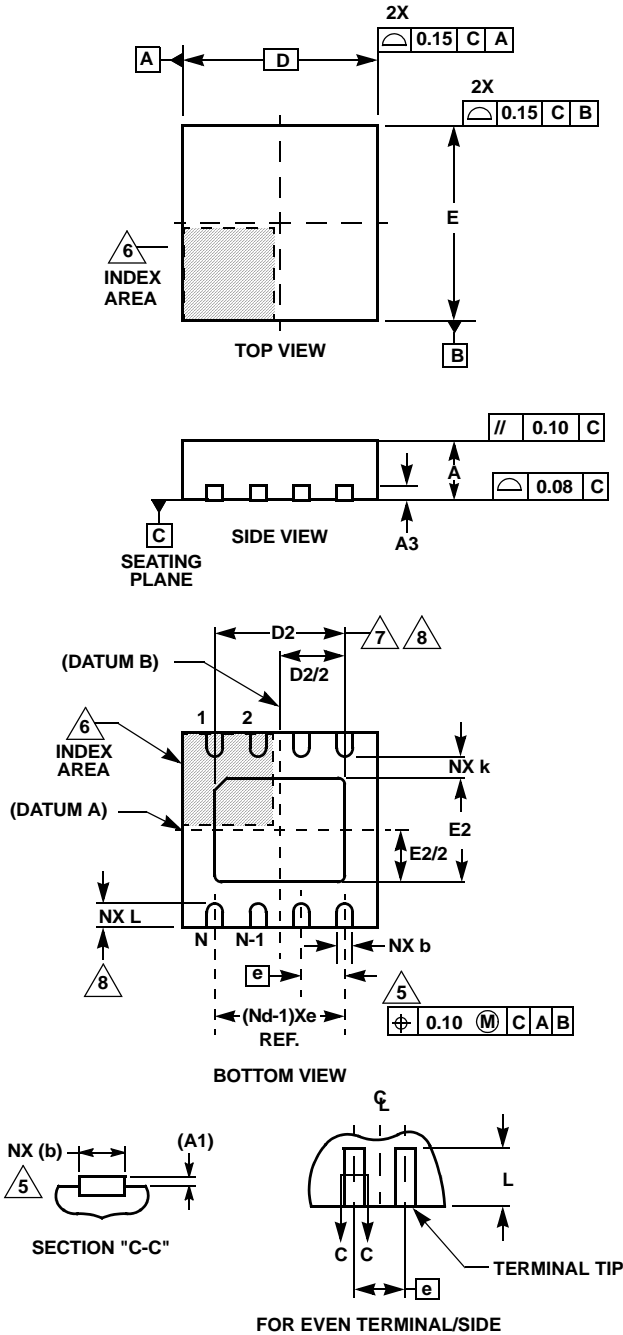 2X
⌓ 0.15 C A
A
D
2X
⌓ 0.15 C B
E
6
INDEX
AREA
TOP VIEW
B
// 0.10 C
A
⌓ 0.08 C
C
SIDE VIEW
A3
SEATING
PLANE
D2
7 8
(DATUM B)
D2/2
6
1 2
INDEX
AREA
NX k
(DATUM A)
E2
E2/2
NX L
N N-1
NX b
8
e
5
(Nd-1)Xe
REF.
⌖ 0.10 Ⓜ C A B
BOTTOM VIEW
CL
NX (b)
(A1)
5
L
SECTION "C-C"
C C
TERMINAL TIP
e
FOR EVEN TERMINAL/SIDE